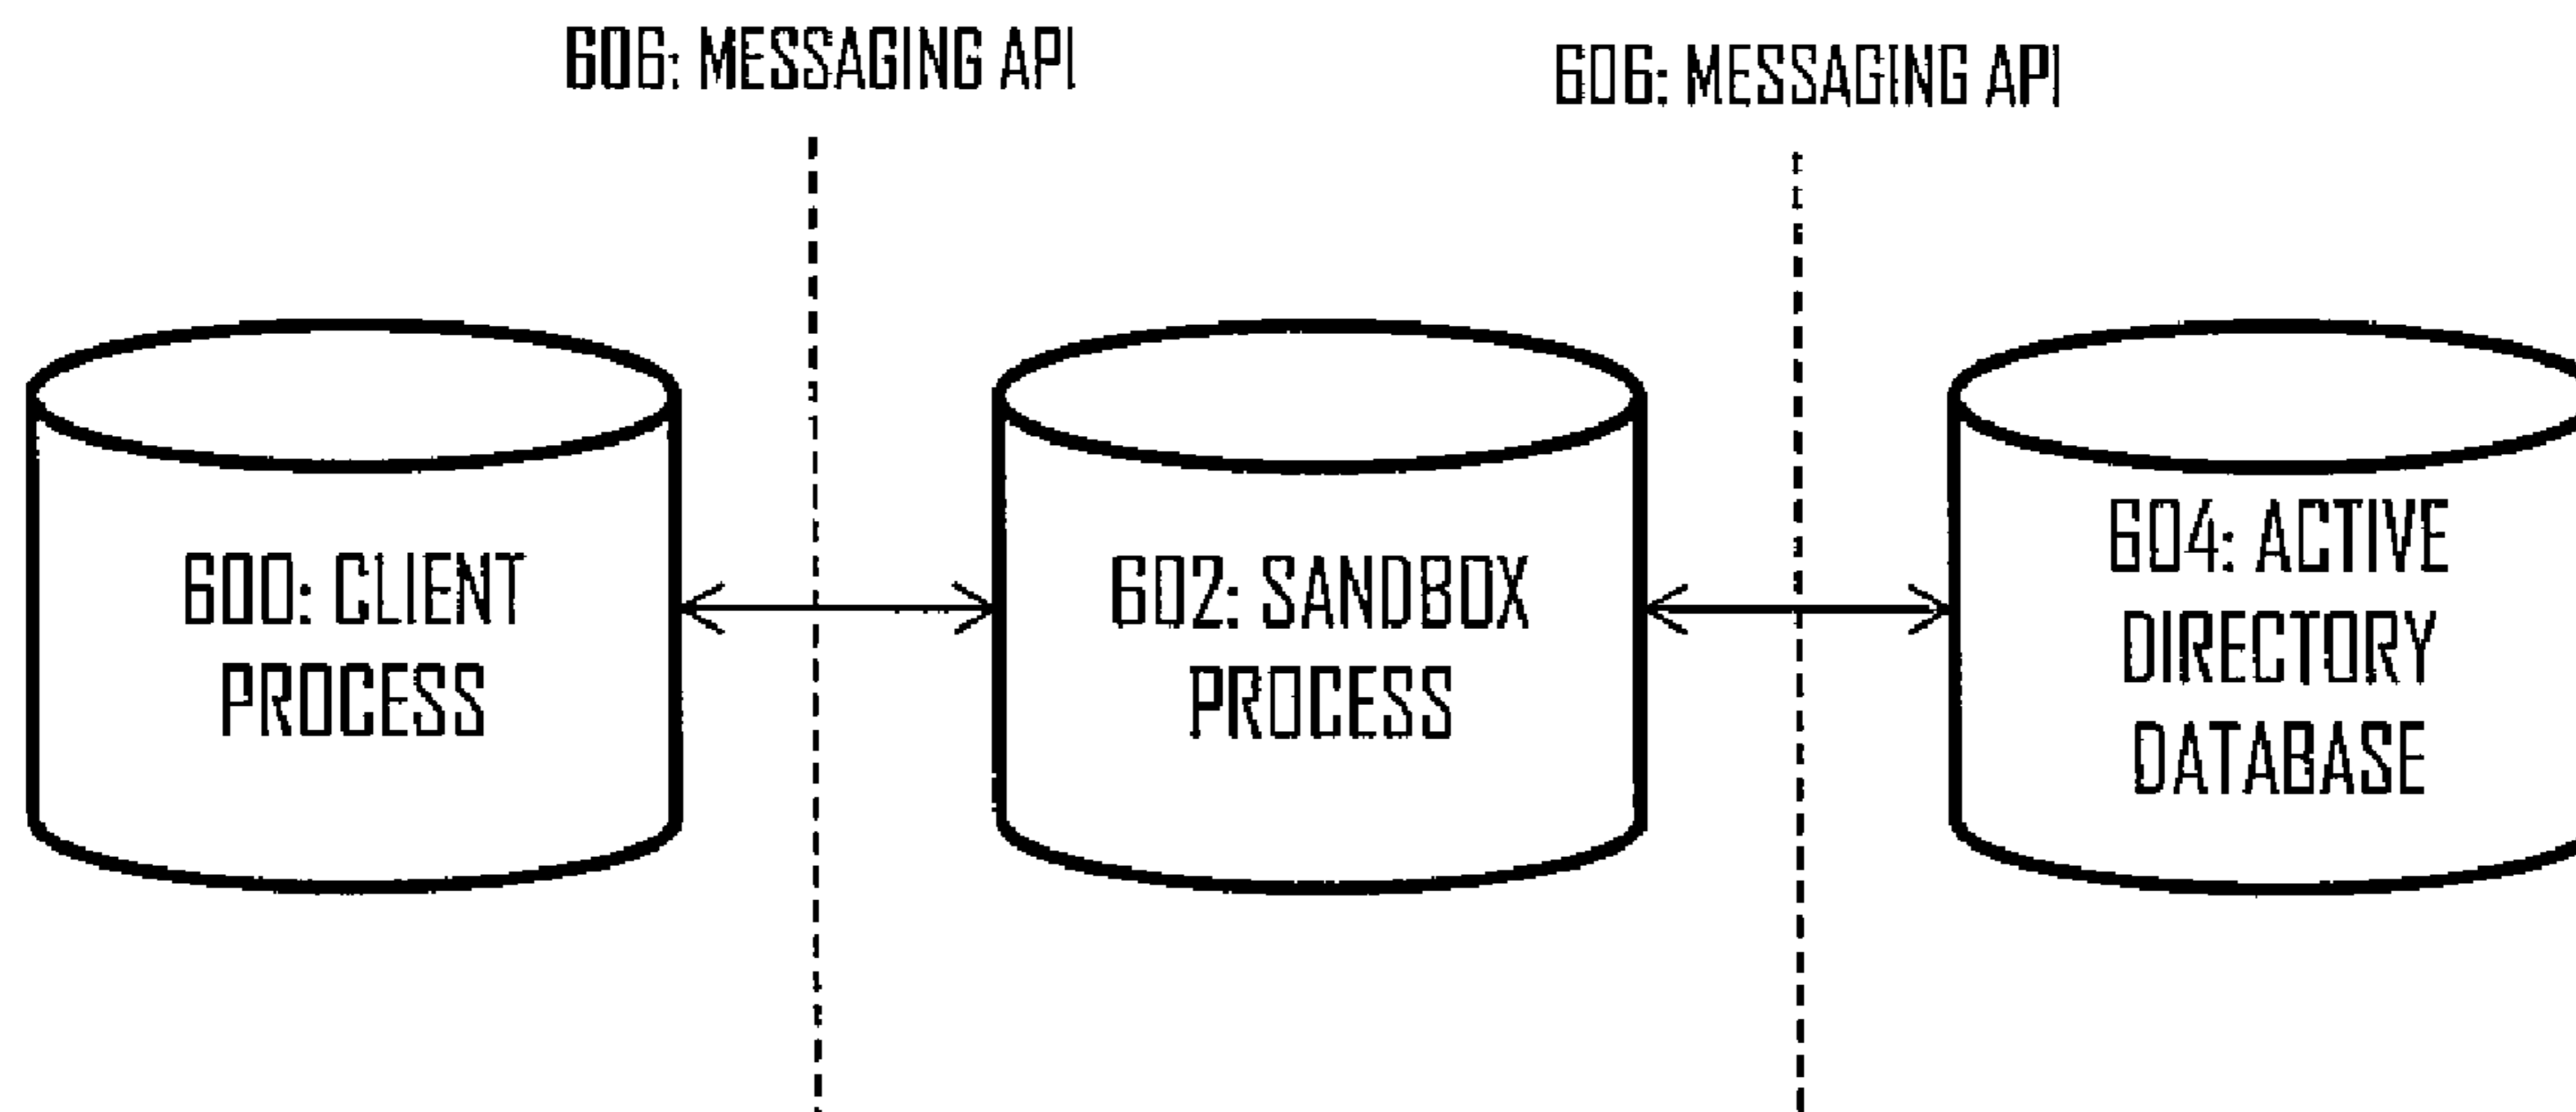 606: MESSAGING API
606: MESSAGING API
600: CLIENT
PROCESS
602: SANDBOX
PROCESS
604: ACTIVE
DIRECTORY
DATABASE